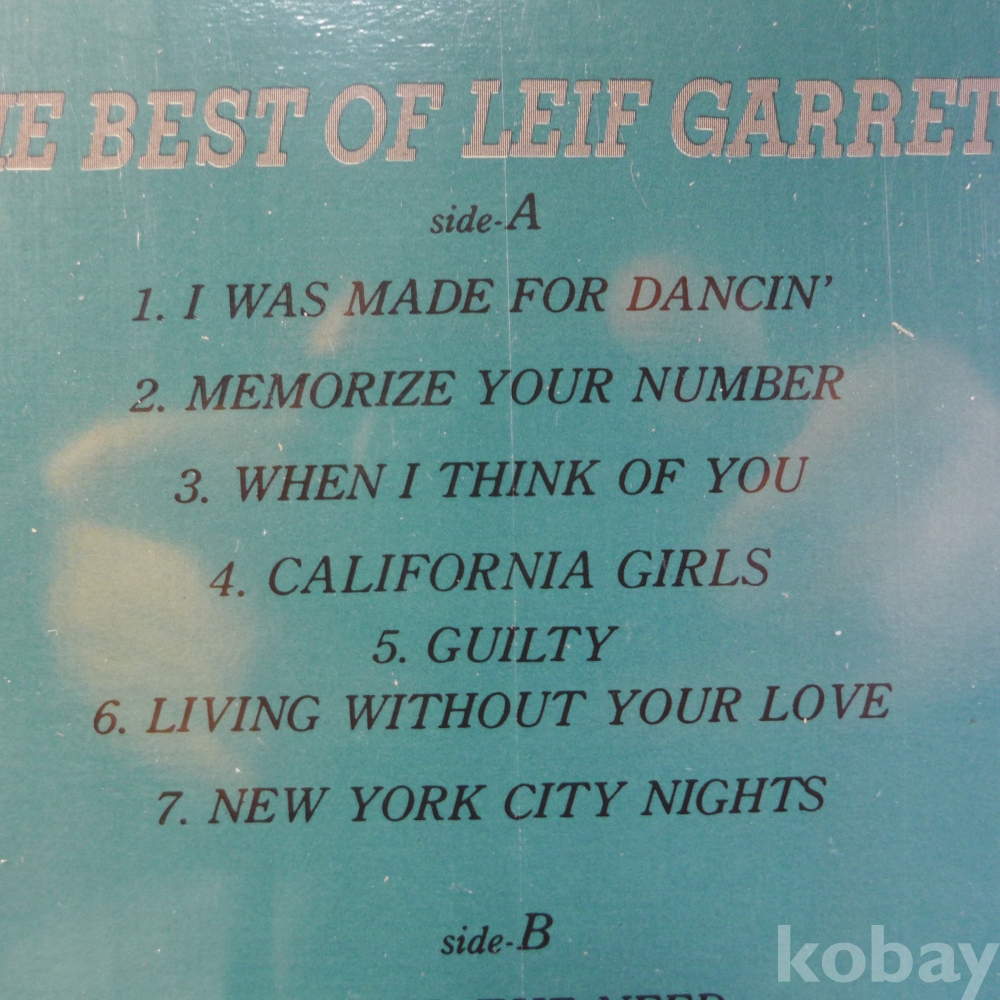 HE BEST OF LEIF GARRET
side-A
1. I WAS MADE FOR DANCIN'
2. MEMORIZE YOUR NUMBER
3. WHEN I THINK OF YOU
4. CALIFORNIA GIRLS
5. GUILTY
6. LIVING WITHOUT YOUR LOVE
7. NEW YORK CITY NIGHTS
side-B
kobay